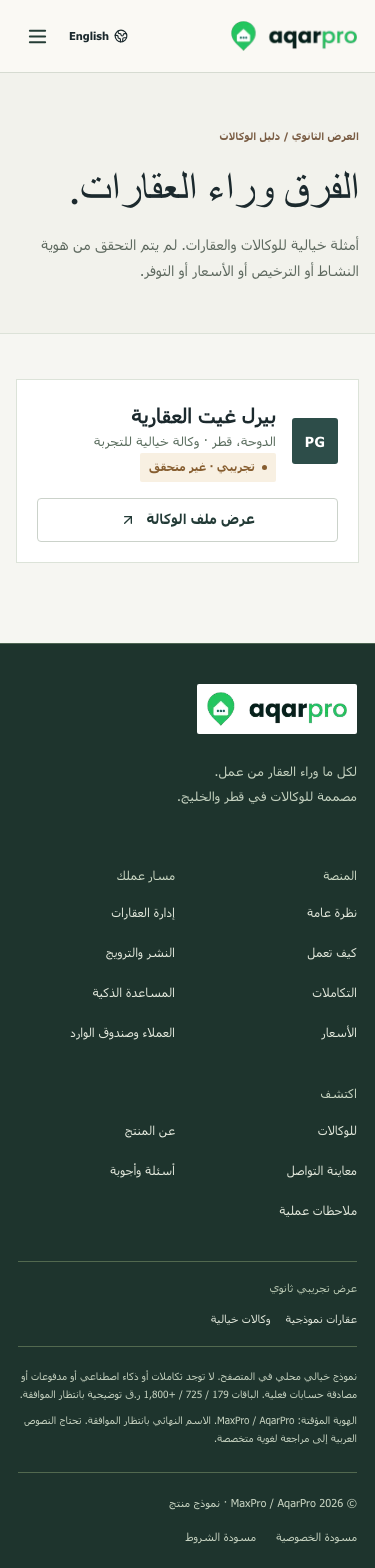 aqarpro
English
العرض الثانوي / دليل الوكالات
الفرق وراء العقارات.
أمثلة خيالية للوكالات والعقارات. لم يتم التحقق من هوية
النشاط أو الترخيص أو الأسعار أو التوفر.
PG
بيرل غيت العقارية
الدوحة، قطر · وكالة خيالية للتجربة
تجريبي · غير متحقق
عرض ملف الوكالة
aqarpro
لكل ما وراء العقار من عمل.
مصممة للوكالات في قطر والخليج.
المنصة
نظرة عامة
كيف تعمل
التكاملات
الأسعار
مسار عملك
إدارة العقارات
النشر والترويج
المساعدة الذكية
العملاء وصندوق الوارد
اكتشف
للوكالات
عن المنتج
معاينة التواصل
أسئلة وأجوبة
ملاحظات عملية
عرض تجريبي ثانوي
عقارات نموذجية
وكالات خيالية
نموذج خيالي محلي في المتصفح. لا توجد تكاملات أو ذكاء اصطناعي أو مدفوعات أو
مصادقة حسابات فعلية. الباقات 179 / 725 / +1,800 ر.ق توضيحية بانتظار الموافقة.
الهوية المؤقتة: MaxPro / AqarPro. الاسم النهائي بانتظار الموافقة. تحتاج النصوص
العربية إلى مراجعة لغوية متخصصة.
© 2026 MaxPro / AqarPro · نموذج منتج
مسودة الخصوصية
مسودة الشروط